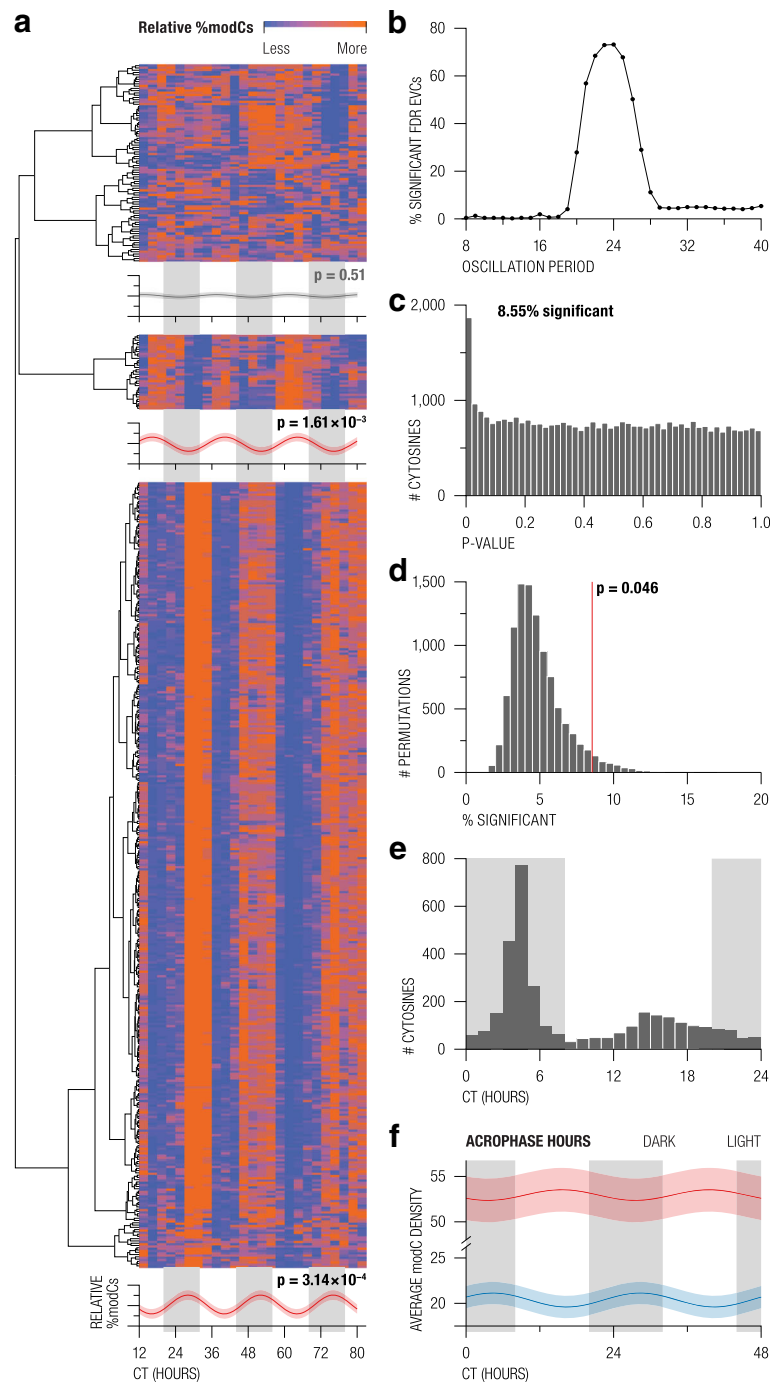 a
Relative %modCs
Less More
p = 0.51
p = 1.61×10⁻³
p = 3.14×10⁻⁴
RELATIVE
%modCs
12 24 36 48 60 72 80
CT (HOURS)
b
% SIGNIFICANT FDR EVCs
80
60
40
20
0
8 16 24 32 40
OSCILLATION PERIOD
c
8.55% significant
# CYTOSINES
2,000
1,000
0
0 0.2 0.4 0.6 0.8 1.0
P-VALUE
d
p = 0.046
# PERMUTATIONS
1,500
1,000
500
0
0 5 10 15 20
% SIGNIFICANT
e
# CYTOSINES
800
600
400
200
0
0 6 12 18 24
CT (HOURS)
f
ACROPHASE HOURS DARK LIGHT
AVERAGE modC DENSITY
55
50
25
20
0 24 48
CT (HOURS)